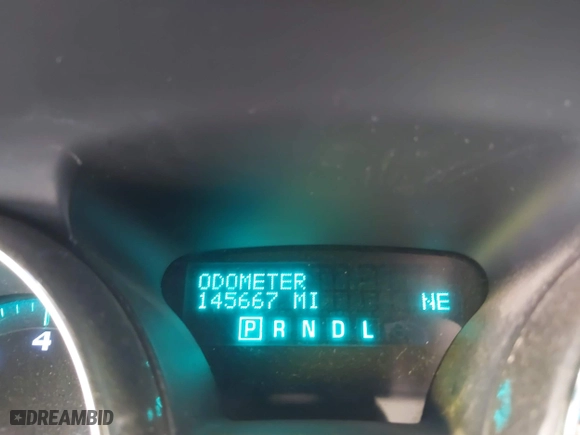 ODOMETER
145667 MI NE
P R N D L
4
DREAMBID